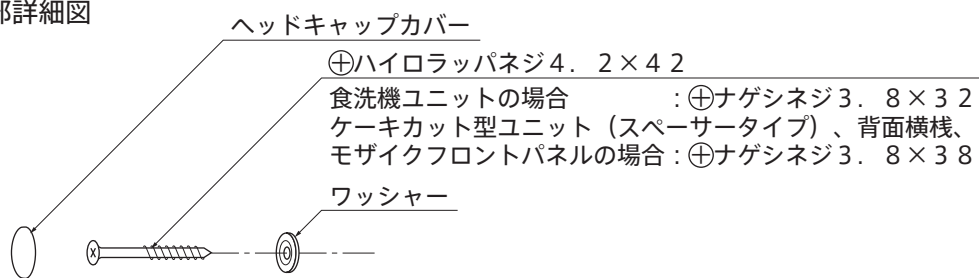 部詳細図
ヘッドキャップカバー
⊕ハイロラッパネジ４．２×４２
食洗機ユニットの場合　　　　：⊕ナゲシネジ３．８×３２
ケーキカット型ユニット（スペーサータイプ）、背面横桟、
モザイクフロントパネルの場合：⊕ナゲシネジ３．８×３８
ワッシャー